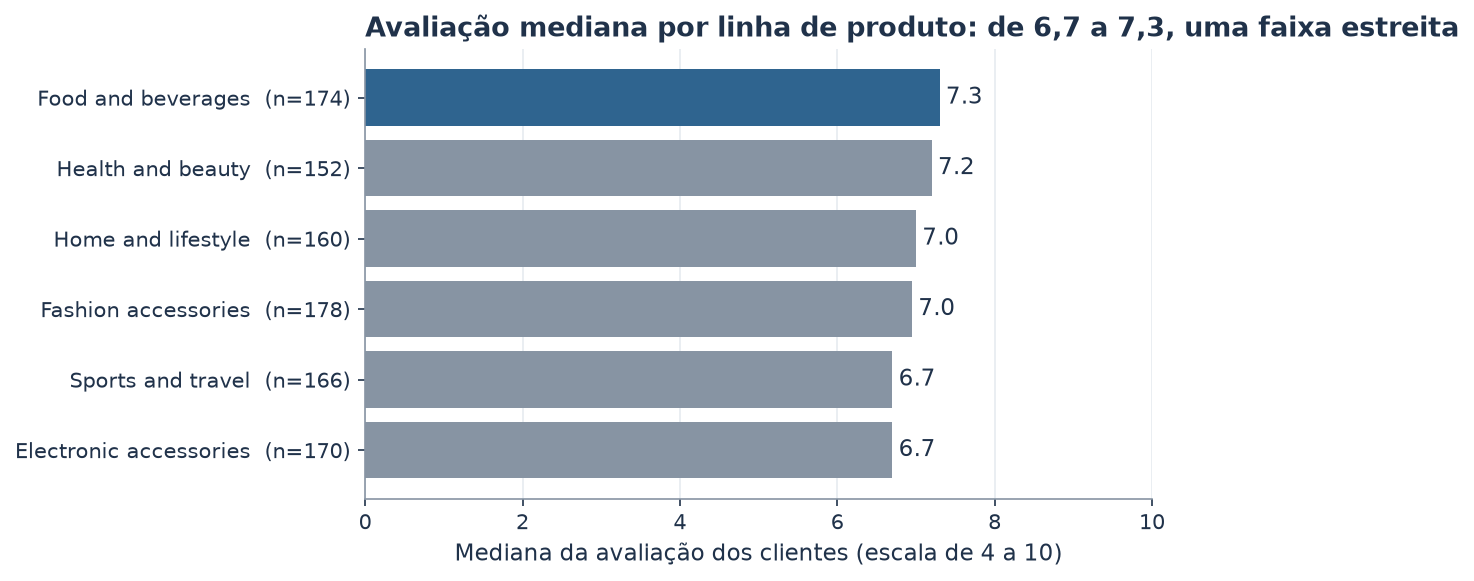 Avaliação mediana por linha de produto: de 6,7 a 7,3, uma faixa estreita
Food and beverages (n=174) 7.3
Health and beauty (n=152) 7.2
Home and lifestyle (n=160) 7.0
Fashion accessories (n=178) 7.0
Sports and travel (n=166) 6.7
Electronic accessories (n=170) 6.7
0 2 4 6 8 10
Mediana da avaliação dos clientes (escala de 4 a 10)